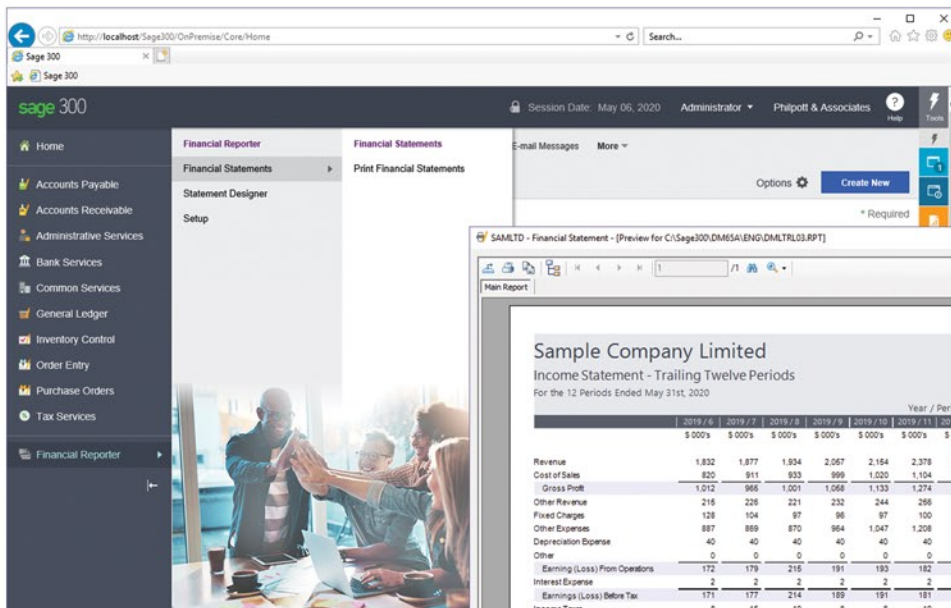 http://localhost/Sage300/OnPremise/Core/Home
Search...
Sage 300
Sage 300
sage 300
Session Date: May 06, 2020 Administrator Philpott & Associates ? Help Tools
Home
Accounts Payable
Accounts Receivable
Administrative Services
Bank Services
Common Services
General Ledger
Inventory Control
Order Entry
Purchase Orders
Tax Services
Financial Reporter
Financial Reporter
Financial Statements
Statement Designer
Setup
Financial Statements
Print Financial Statements
E-mail Messages More
Options Create New
* Required
1
SAMLTD - Financial Statement - [Preview for C:\Sage300\DM65A\ENG\DMLTRL03.RPT]
1 /1
Main Report
Sample Company Limited
Income Statement - Trailing Twelve Periods
For the 12 Periods Ended May 31st, 2020
Year / Per
2019 / 6 2019 / 7 2019 / 8 2019 / 9 2019 / 10 2019 / 11 20
$ 000's $ 000's $ 000's $ 000's $ 000's $ 000's $
Revenue 1,832 1,877 1,934 2,067 2,154 2,378
Cost of Sales 820 911 933 999 1,020 1,104
Gross Profit 1,012 965 1,001 1,068 1,133 1,274
Other Revenue 215 226 221 232 244 256
Fixed Charges 128 104 97 96 97 100
Other Expenses 887 869 870 964 1,047 1,208
Depreciation Expense 40 40 40 40 40 40
Other 0 0 0 0 0 0
Earning (Loss) From Operations 172 179 215 191 193 182
Interest Expense 2 2 2 2 2 2
Earnings (Loss) Before Tax 171 177 214 189 191 181